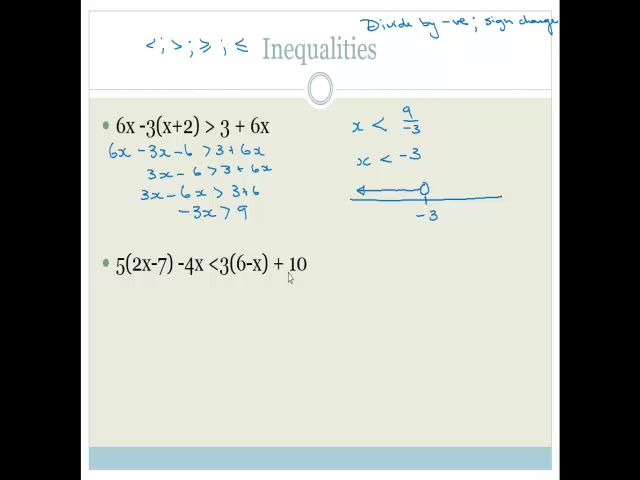 Divide by -ve; sign change
< ; > ; ≥ ; ≤
Inequalities
• 6x -3(x+2) > 3 + 6x
6x - 3x - 6 > 3 + 6x
3x - 6 > 3 + 6x
3x - 6x > 3 + 6
-3x > 9
x < 9/-3
x < -3
-3
• 5(2x-7) -4x <3(6-x) + 10